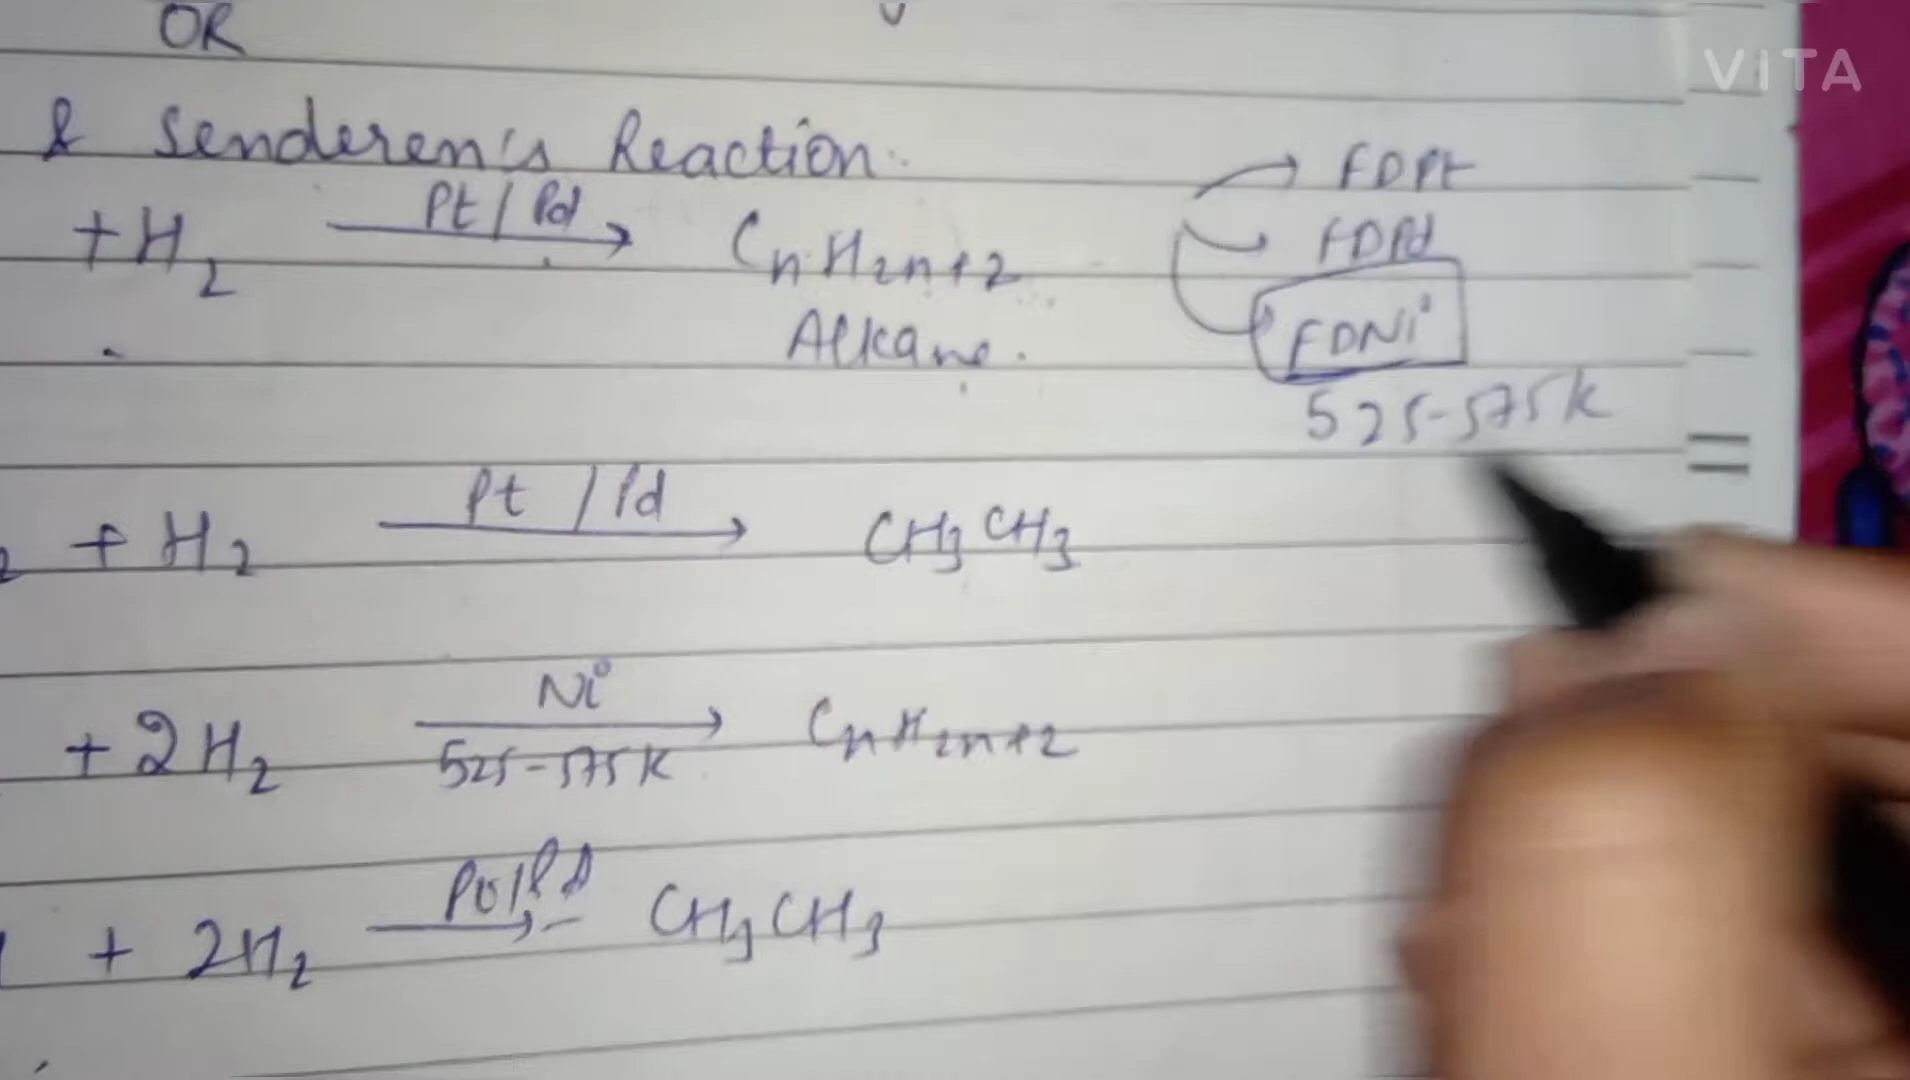 OR
VITA
& Senderen's Reaction.
+ H2 Pt / Pd → CnH2n+2
Alkane.
FDPt
FDPd
FDNi
525-575K
2 + H2 Pt / Pd → CH3CH3
+ 2H2 Ni 525-575K → CnH2n+2
+ 2H2 Pt/Pd → CH3CH3